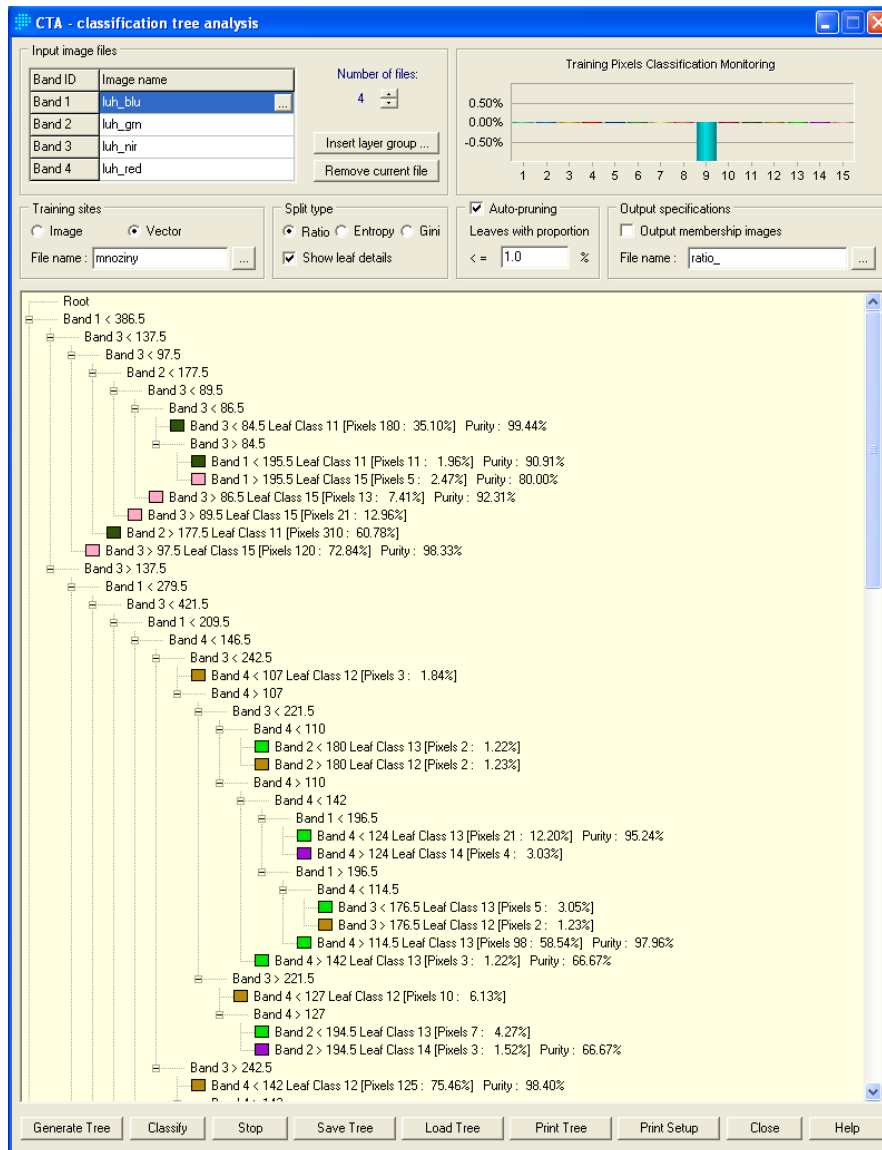 CTA - classification tree analysis
Input image files
Band ID Image name
Band 1 luh_blu ...
Band 2 luh_grn
Band 3 luh_nir
Band 4 luh_red
Number of files:
4
Insert layer group ...
Remove current file
Training Pixels Classification Monitoring
0.50%
0.00%
-0.50%
1 2 3 4 5 6 7 8 9 10 11 12 13 14 15
Training sites
Image Vector
File name : mnoziny ...
Split type
Ratio Entropy Gini
Show leaf details
Auto-pruning
Leaves with proportion
< = 1.0 %
Output specifications
Output membership images
File name : ratio_ ...
Root
Band 1 < 386.5
Band 3 < 137.5
Band 3 < 97.5
Band 2 < 177.5
Band 3 < 89.5
Band 3 < 86.5
Band 3 < 84.5 Leaf Class 11 [Pixels 180 : 35.10%] Purity : 99.44%
Band 3 > 84.5
Band 1 < 195.5 Leaf Class 11 [Pixels 11 : 1.96%] Purity : 90.91%
Band 1 > 195.5 Leaf Class 15 [Pixels 5 : 2.47%] Purity : 80.00%
Band 3 > 86.5 Leaf Class 15 [Pixels 13 : 7.41%] Purity : 92.31%
Band 3 > 89.5 Leaf Class 15 [Pixels 21 : 12.96%]
Band 2 > 177.5 Leaf Class 11 [Pixels 310 : 60.78%]
Band 3 > 97.5 Leaf Class 15 [Pixels 120 : 72.84%] Purity : 98.33%
Band 3 > 137.5
Band 1 < 279.5
Band 3 < 421.5
Band 1 < 209.5
Band 4 < 146.5
Band 3 < 242.5
Band 4 < 107 Leaf Class 12 [Pixels 3 : 1.84%]
Band 4 > 107
Band 3 < 221.5
Band 4 < 110
Band 2 < 180 Leaf Class 13 [Pixels 2 : 1.22%]
Band 2 > 180 Leaf Class 12 [Pixels 2 : 1.23%]
Band 4 > 110
Band 4 < 142
Band 1 < 196.5
Band 4 < 124 Leaf Class 13 [Pixels 21 : 12.20%] Purity : 95.24%
Band 4 > 124 Leaf Class 14 [Pixels 4 : 3.03%]
Band 1 > 196.5
Band 4 < 114.5
Band 3 < 176.5 Leaf Class 13 [Pixels 5 : 3.05%]
Band 3 > 176.5 Leaf Class 12 [Pixels 2 : 1.23%]
Band 4 > 114.5 Leaf Class 13 [Pixels 98 : 58.54%] Purity : 97.96%
Band 4 > 142 Leaf Class 13 [Pixels 3 : 1.22%] Purity : 66.67%
Band 3 > 221.5
Band 4 < 127 Leaf Class 12 [Pixels 10 : 6.13%]
Band 4 > 127
Band 2 < 194.5 Leaf Class 13 [Pixels 7 : 4.27%]
Band 2 > 194.5 Leaf Class 14 [Pixels 3 : 1.52%] Purity : 66.67%
Band 3 > 242.5
Band 4 < 142 Leaf Class 12 [Pixels 125 : 75.46%] Purity : 98.40%
Generate Tree Classify Stop Save Tree Load Tree Print Tree Print Setup Close Help